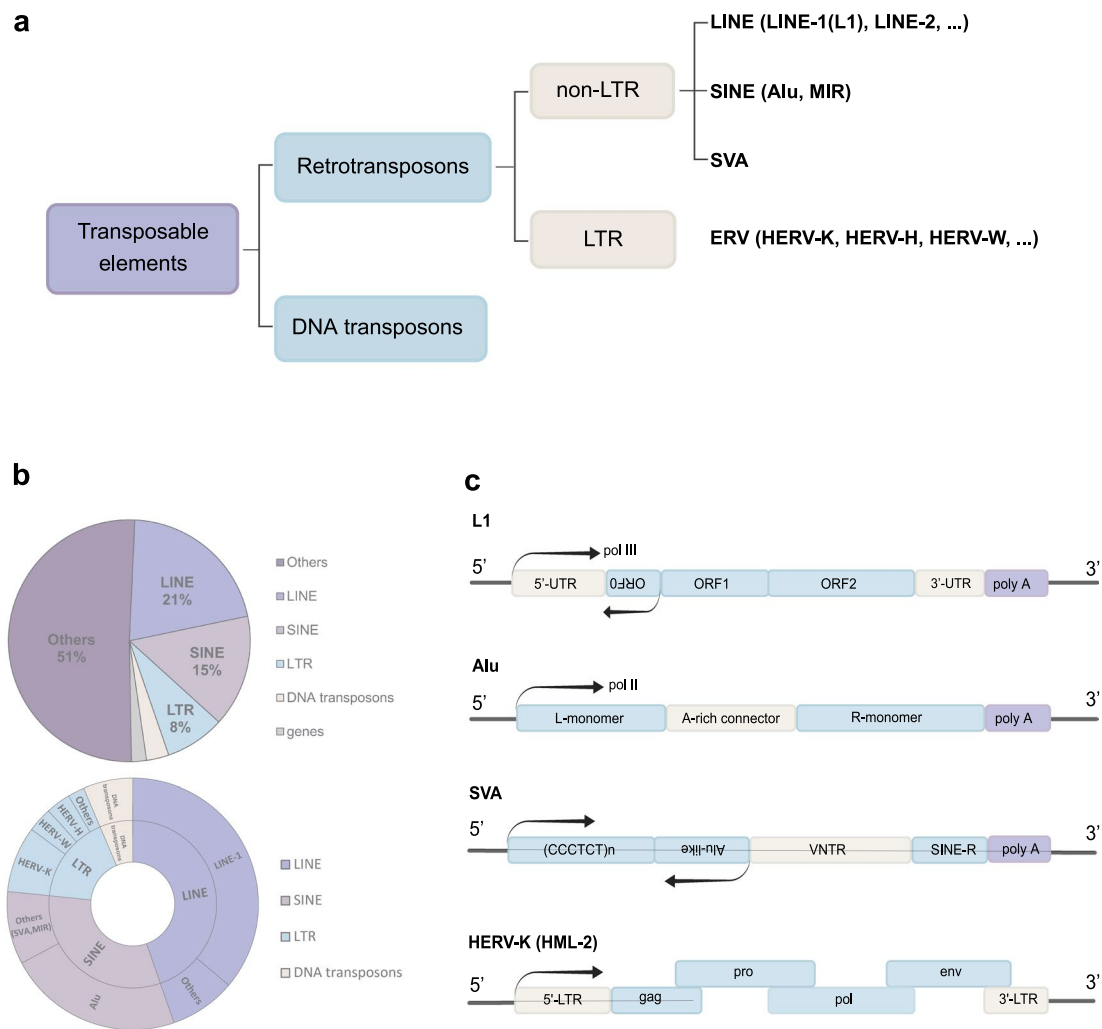 a
LINE (LINE-1(L1), LINE-2, ...)
non-LTR
SINE (Alu, MIR)
Retrotransposons
SVA
Transposable
elements
LTR
ERV (HERV-K, HERV-H, HERV-W, ...)
DNA transposons
b
Others
51%
LINE
21%
SINE
15%
LTR
8%
Others
LINE
SINE
LTR
DNA transposons
genes
DNA
transposons
Others
HERV-H
HERV-W
HERV-K
Others
(SVA,MIR)
Alu
Others
LINE-1
DNA
transposons
LTR
SINE
LINE
LINE
SINE
LTR
DNA transposons
c
L1
5'
pol III
3'
5'-UTR
ORF0
ORF1
ORF2
3'-UTR
poly A
Alu
5'
pol II
3'
L-monomer
A-rich connector
R-monomer
poly A
SVA
5'
3'
(CCCTCT)n
Alu-like
VNTR
SINE-R
poly A
HERV-K (HML-2)
5'
3'
pro
env
5'-LTR
gag
pol
3'-LTR